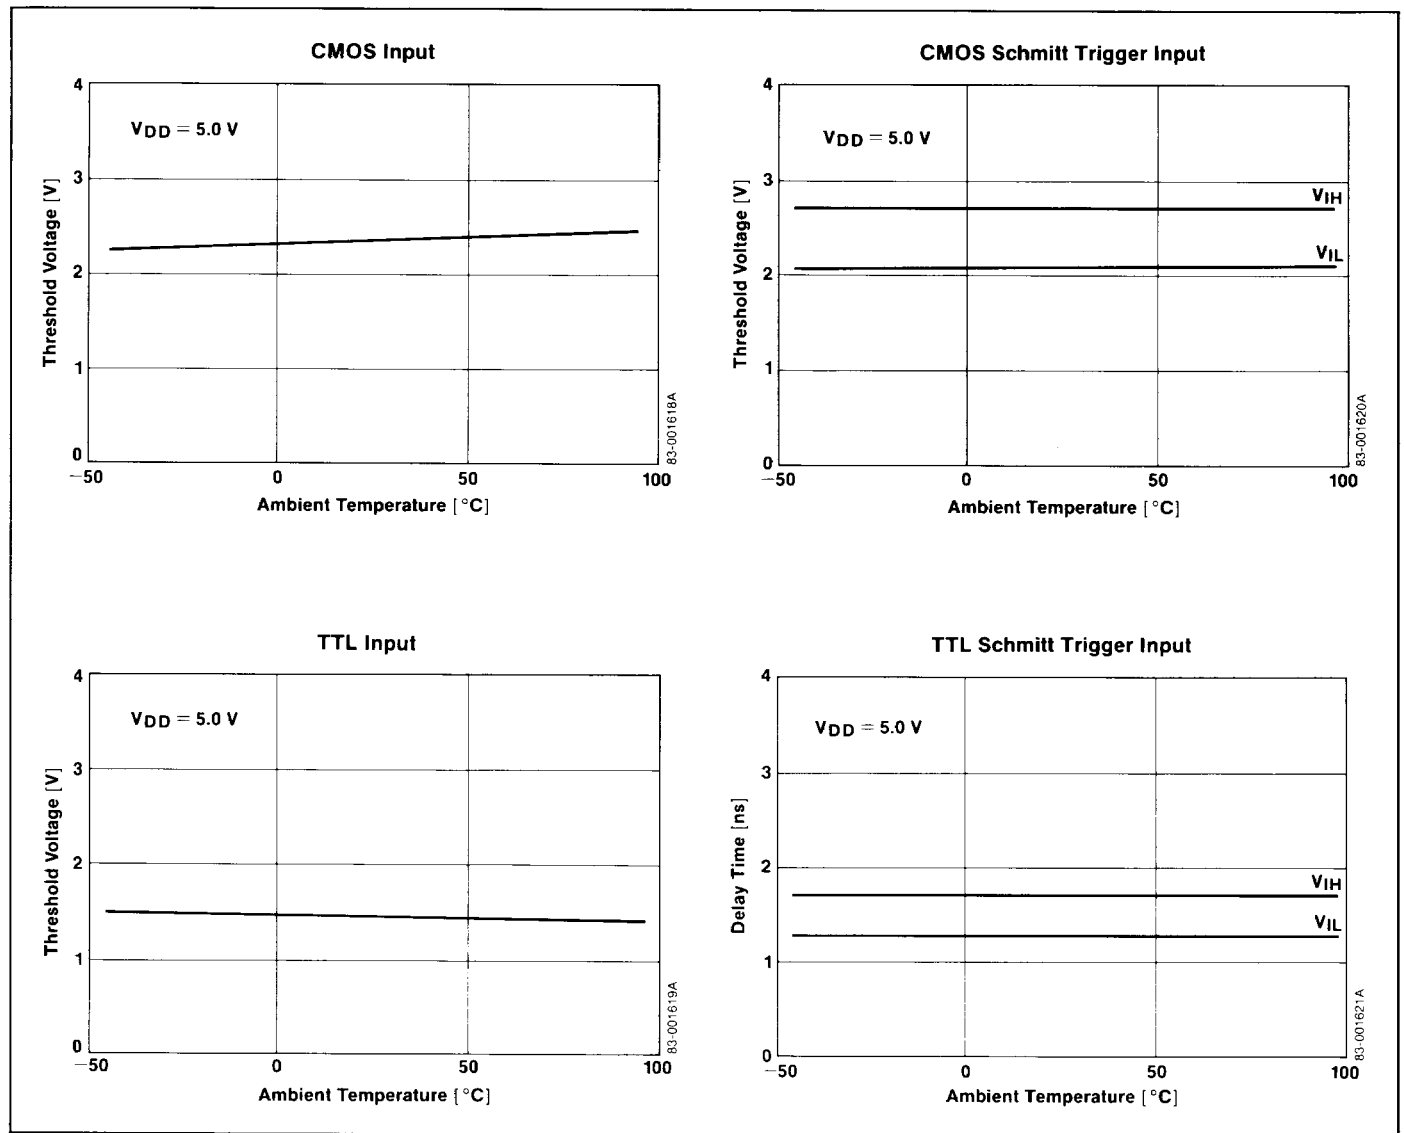 CMOS Input
4
VDD = 5.0 V
3
2
1
0
Threshold Voltage [V]
-50
0
50
100
Ambient Temperature [°C]
83-001618A
CMOS Schmitt Trigger Input
4
VDD = 5.0 V
3
VIH
VIL
2
1
0
Threshold Voltage [V]
-50
0
50
100
Ambient Temperature [°C]
83-001620A
TTL Input
4
VDD = 5.0 V
3
2
1
0
Threshold Voltage [V]
-50
0
50
100
Ambient Temperature [°C]
83-001619A
TTL Schmitt Trigger Input
4
VDD = 5.0 V
3
2
VIH
VIL
1
0
Delay Time [ns]
-50
0
50
100
Ambient Temperature [°C]
83-001621A